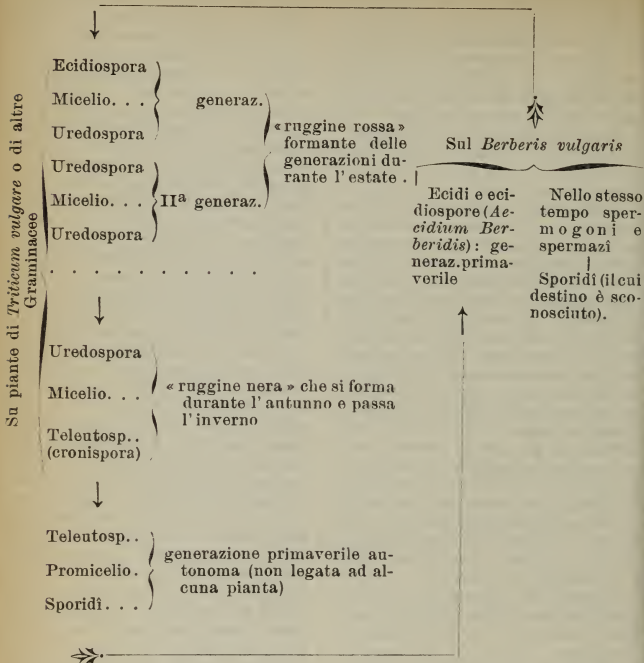 Su piante di Triticum vulgare o di altre
Graminacee
Ecidiospora
Micelio. . .
Uredospora
generaz.
Uredospora
Micelio. . .
Uredospora
IIª generaz.
. . . . . . . . . . .
«ruggine rossa»
formante delle
generazioni du-
rante l'estate .
Uredospora
Micelio. . .
Teleutosp..
(cronispora)
«ruggine nera» che si forma
durante l'autunno e passa
l'inverno
Teleutosp..
Promicelio.
Sporidî. . .
generazione primaverile au-
tonoma (non legata ad al-
cuna pianta)
Sul Berberis vulgaris
Ecidi e eci-
diospore (Ae-
cidium Ber-
beridis): ge-
neraz.prima-
verile
Nello stesso
tempo sper-
mogoni e
spermazî
Sporidî (il cui
destino è sco-
nosciuto).